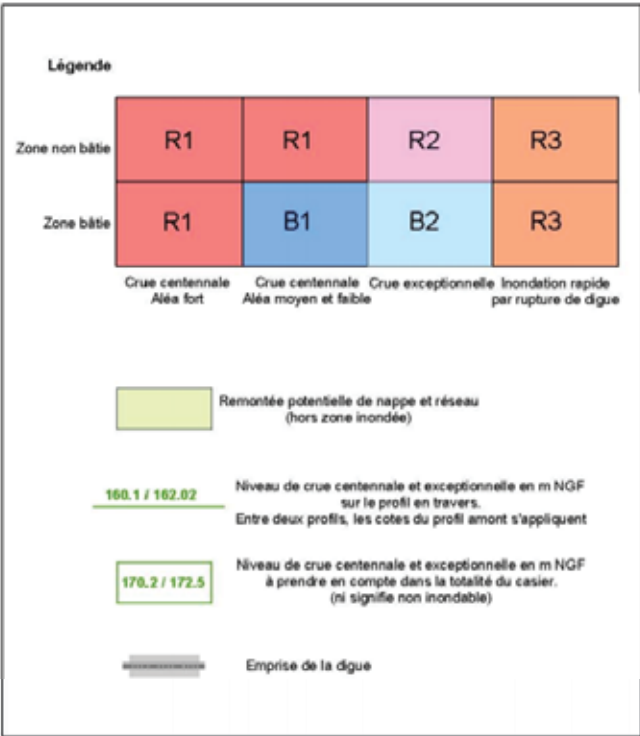 Légende
Zone non bâtie
R1
R1
R2
R3
Zone bâtie
R1
B1
B2
R3
Crue centennale
Aléa fort
Crue centennale
Aléa moyen et faible
Crue exceptionnelle
Inondation rapide
par rupture de digue
Remontée potentielle de nappe et réseau
(hors zone inondée)
160.1 / 162.02
Niveau de crue centennale et exceptionnelle en m NGF
sur le profil en travers.
Entre deux profils, les cotes du profil amont s'appliquent
170.2 / 172.5
Niveau de crue centennale et exceptionnelle en m NGF
à prendre en compte dans la totalité du casier.
(ni signifie non inondable)
Emprise de la digue